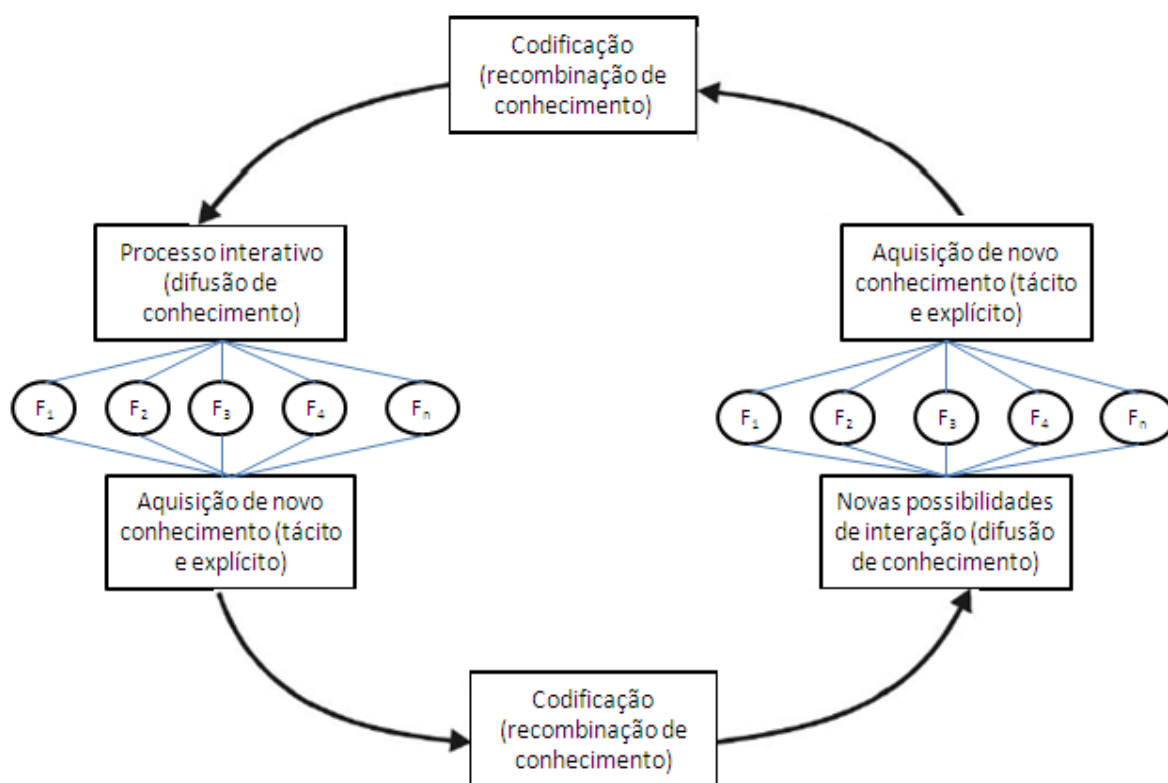 Codificação
(recombinação de
conhecimento)
Processo interativo
(difusão de
conhecimento)
F₁ F₂ F₃ F₄ Fₙ
Aquisição de novo
conhecimento (tácito
e explícito)
Codificação
(recombinação de
conhecimento)
Aquisição de novo
conhecimento (tácito
e explícito)
F₁ F₂ F₃ F₄ Fₙ
Novas possibilidades
de interação (difusão
de conhecimento)